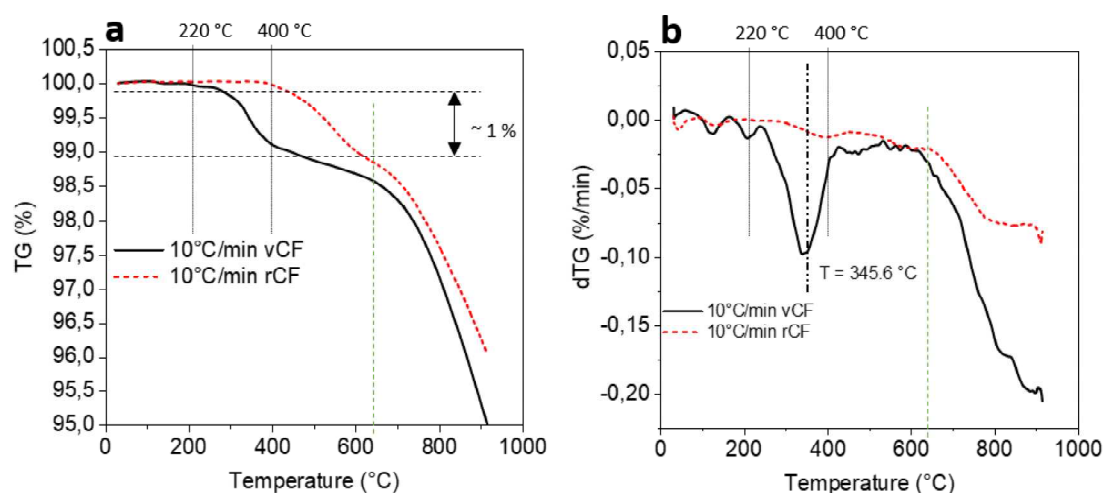 a
220 °C
400 °C
100,5
100,0
99,5
99,0
98,5
98,0
97,5
97,0
96,5
96,0
95,5
95,0
TG (%)
~ 1 %
10°C/min vCF
10°C/min rCF
0
200
400
600
800
1000
Temperature (°C)
b
220 °C
400 °C
0,05
0,00
-0,05
-0,10
-0,15
-0,20
dTG (%/min)
T = 345.6 °C
10°C/min vCF
10°C/min rCF
0
200
400
600
800
1000
Temperature (°C)